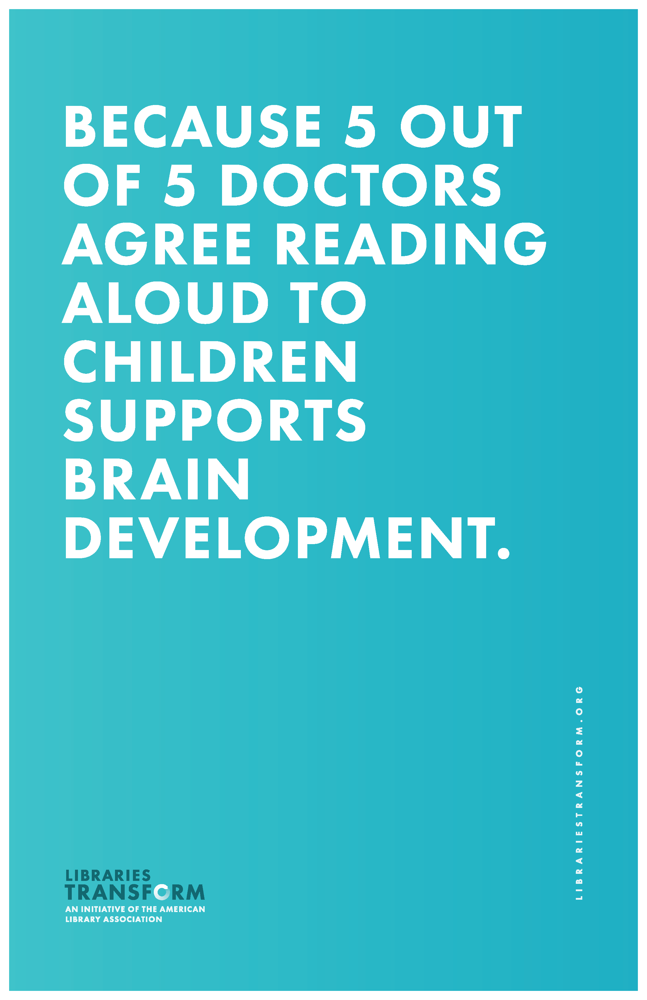 BECAUSE 5 OUT
OF 5 DOCTORS
AGREE READING
ALOUD TO
CHILDREN
SUPPORTS
BRAIN
DEVELOPMENT.
LIBRARIESTRANSFORM.ORG
LIBRARIES
TRANSFORM
AN INITIATIVE OF THE AMERICAN
LIBRARY ASSOCIATION